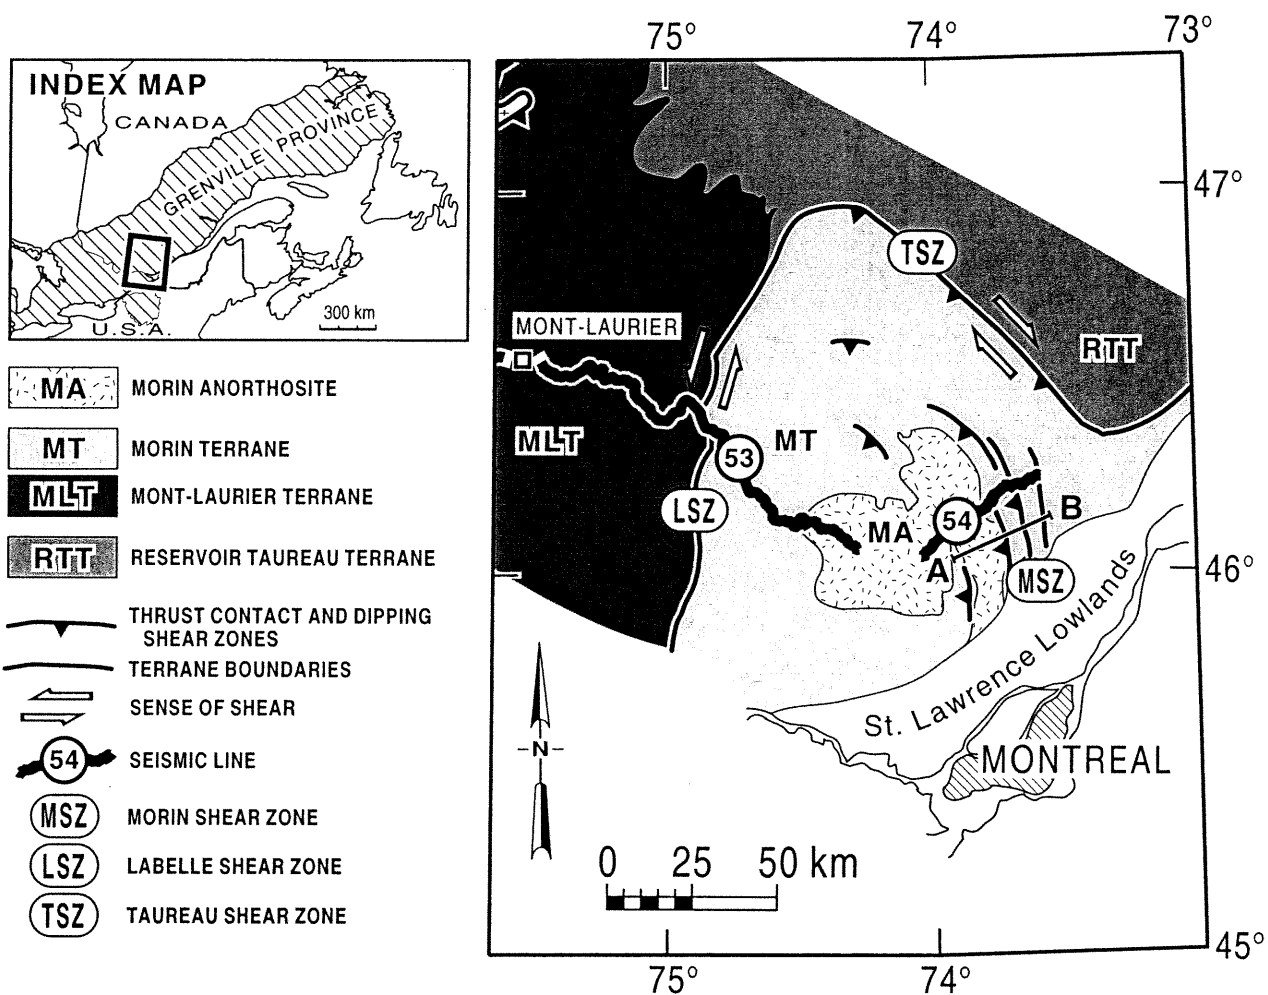 75°
74°
73°
INDEX MAP
CANADA
GRENVILLE PROVINCE
U.S.A.
300 km
47°
TSZ
RTT
MONT-LAURIER
MLT
53
MT
LSZ
MA
54
A
B
MSZ
46°
St. Lawrence Lowlands
MONTREAL
N
0 25 50 km
45°
75°
74°
MA MORIN ANORTHOSITE
MT MORIN TERRANE
MLT MONT-LAURIER TERRANE
RTT RESERVOIR TAUREAU TERRANE
THRUST CONTACT AND DIPPING
SHEAR ZONES
TERRANE BOUNDARIES
SENSE OF SHEAR
54 SEISMIC LINE
MSZ MORIN SHEAR ZONE
LSZ LABELLE SHEAR ZONE
TSZ TAUREAU SHEAR ZONE